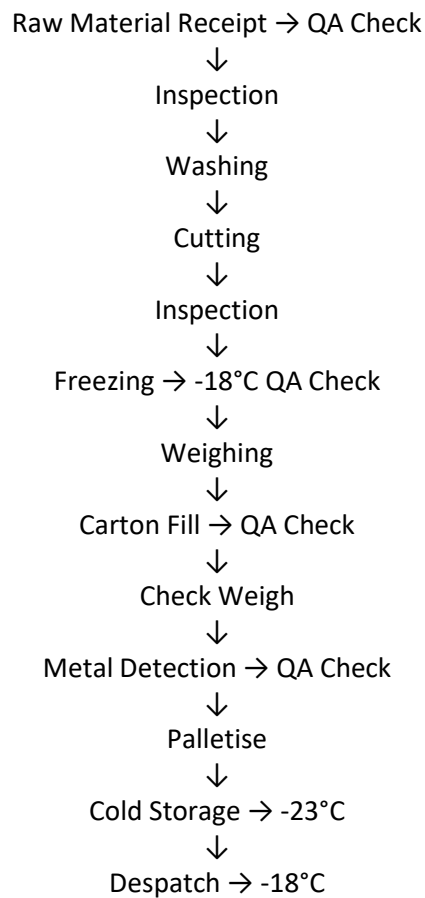 Raw Material Receipt → QA Check
↓
Inspection
↓
Washing
↓
Cutting
↓
Inspection
↓
Freezing → -18°C QA Check
↓
Weighing
↓
Carton Fill → QA Check
↓
Check Weigh
↓
Metal Detection → QA Check
↓
Palletise
↓
Cold Storage → -23°C
↓
Despatch → -18°C